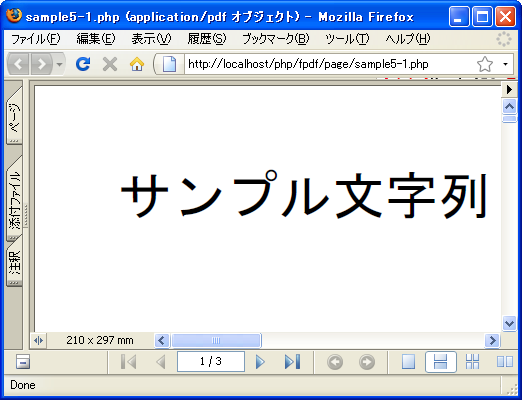 sample5-1.php (application/pdf オブジェクト) - Mozilla Firefox
ファイル(F) 編集(E) 表示(V) 履歴(S) ブックマーク(B) ツール(T) ヘルプ(H)
http://localhost/php/fpdf/page/sample5-1.php
ページ
添付ファイル
注釈
サンプル文字列
210 x 297 mm
1 / 3
Done